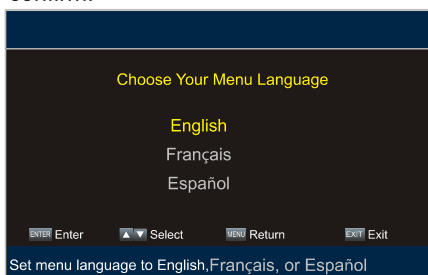 Choose Your Menu Language
English
Français
Español
ENTER Enter ▲ ▼ Select MENU Return EXIT Exit
Set menu language to English,Français, or Español